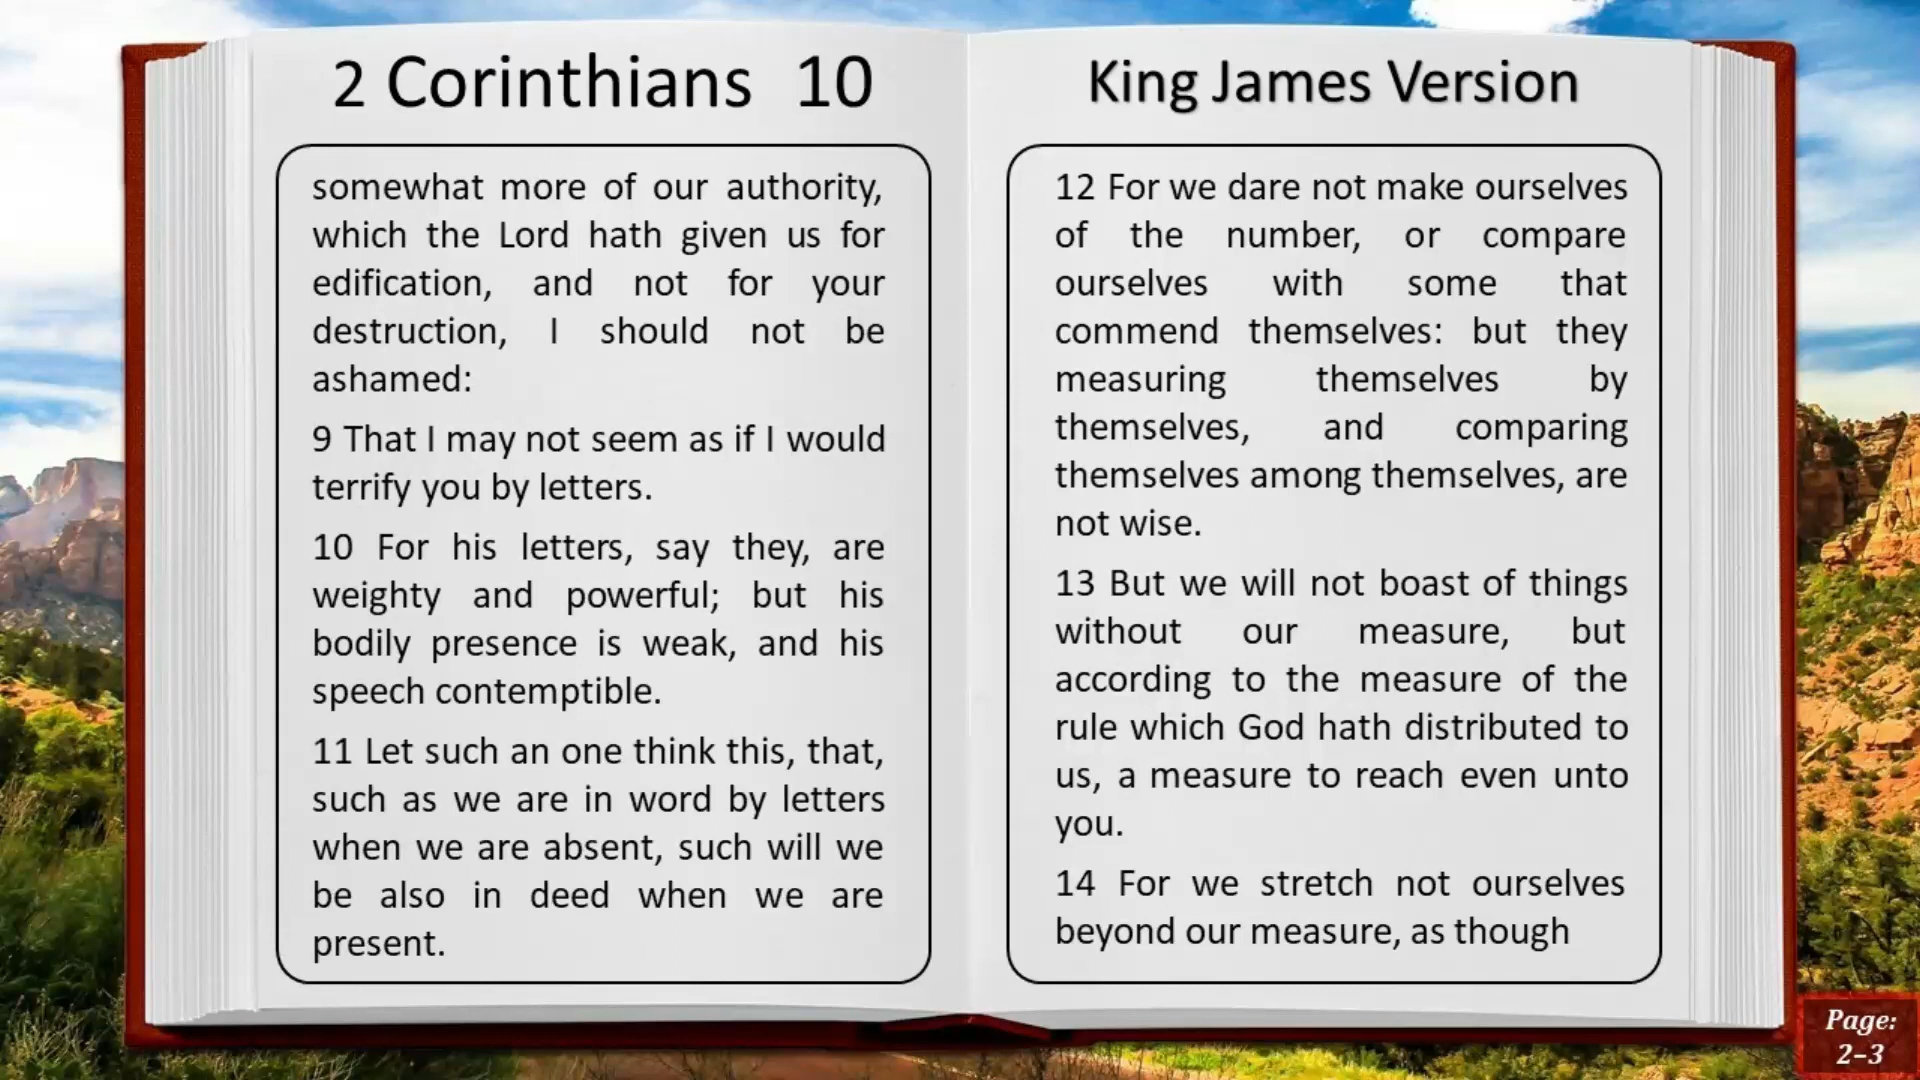 2 Corinthians 10
somewhat more of our authority,
which the Lord hath given us for
edification, and not for your
destruction, I should not be
ashamed:
9 That I may not seem as if I would
terrify you by letters.
10 For his letters, say they, are
weighty and powerful; but his
bodily presence is weak, and his
speech contemptible.
11 Let such an one think this, that,
such as we are in word by letters
when we are absent, such will we
be also in deed when we are
present.
King James Version
12 For we dare not make ourselves
of the number, or compare
ourselves with some that
commend themselves: but they
measuring themselves by
themselves, and comparing
themselves among themselves, are
not wise.
13 But we will not boast of things
without our measure, but
according to the measure of the
rule which God hath distributed to
us, a measure to reach even unto
you.
14 For we stretch not ourselves
beyond our measure, as though
Page:
2–3